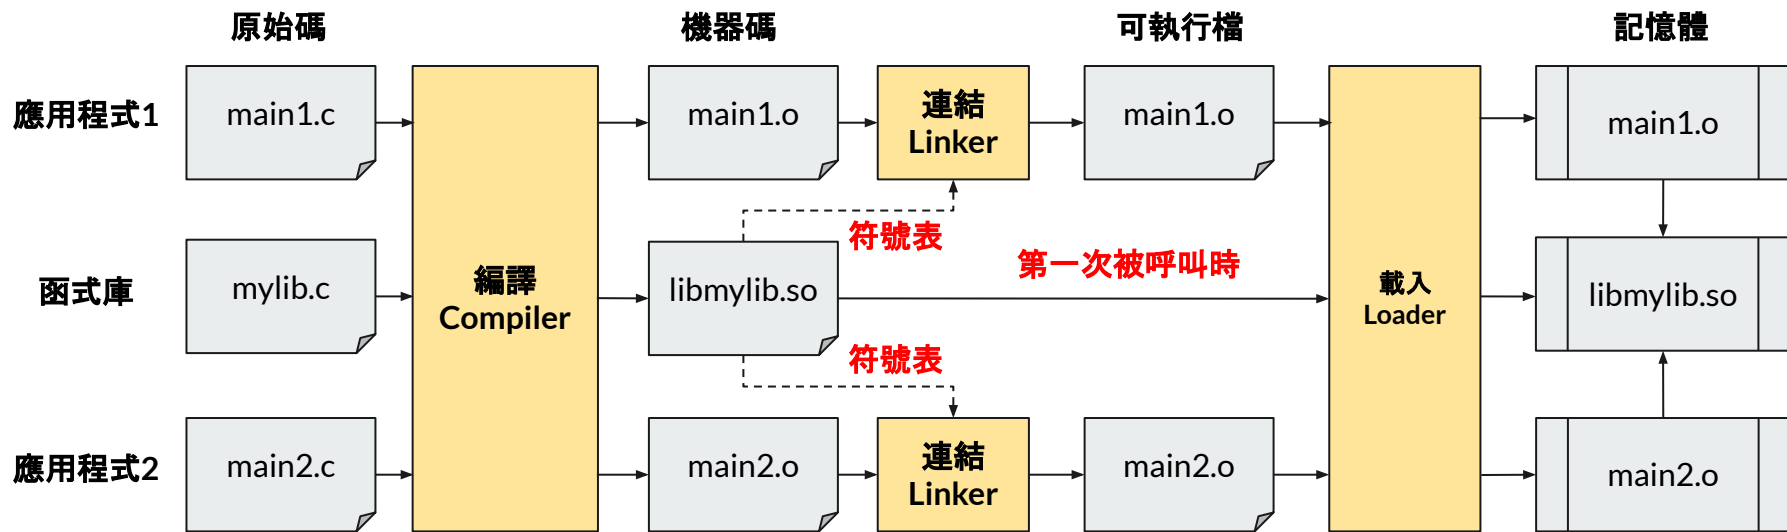 原始碼
機器碼
可執行檔
記憶體
應用程式1
main1.c
main1.o
連結
Linker
main1.o
main1.o
符號表
函式庫
mylib.c
編譯
Compiler
libmylib.so
第一次被呼叫時
載入
Loader
libmylib.so
符號表
應用程式2
main2.c
main2.o
連結
Linker
main2.o
main2.o